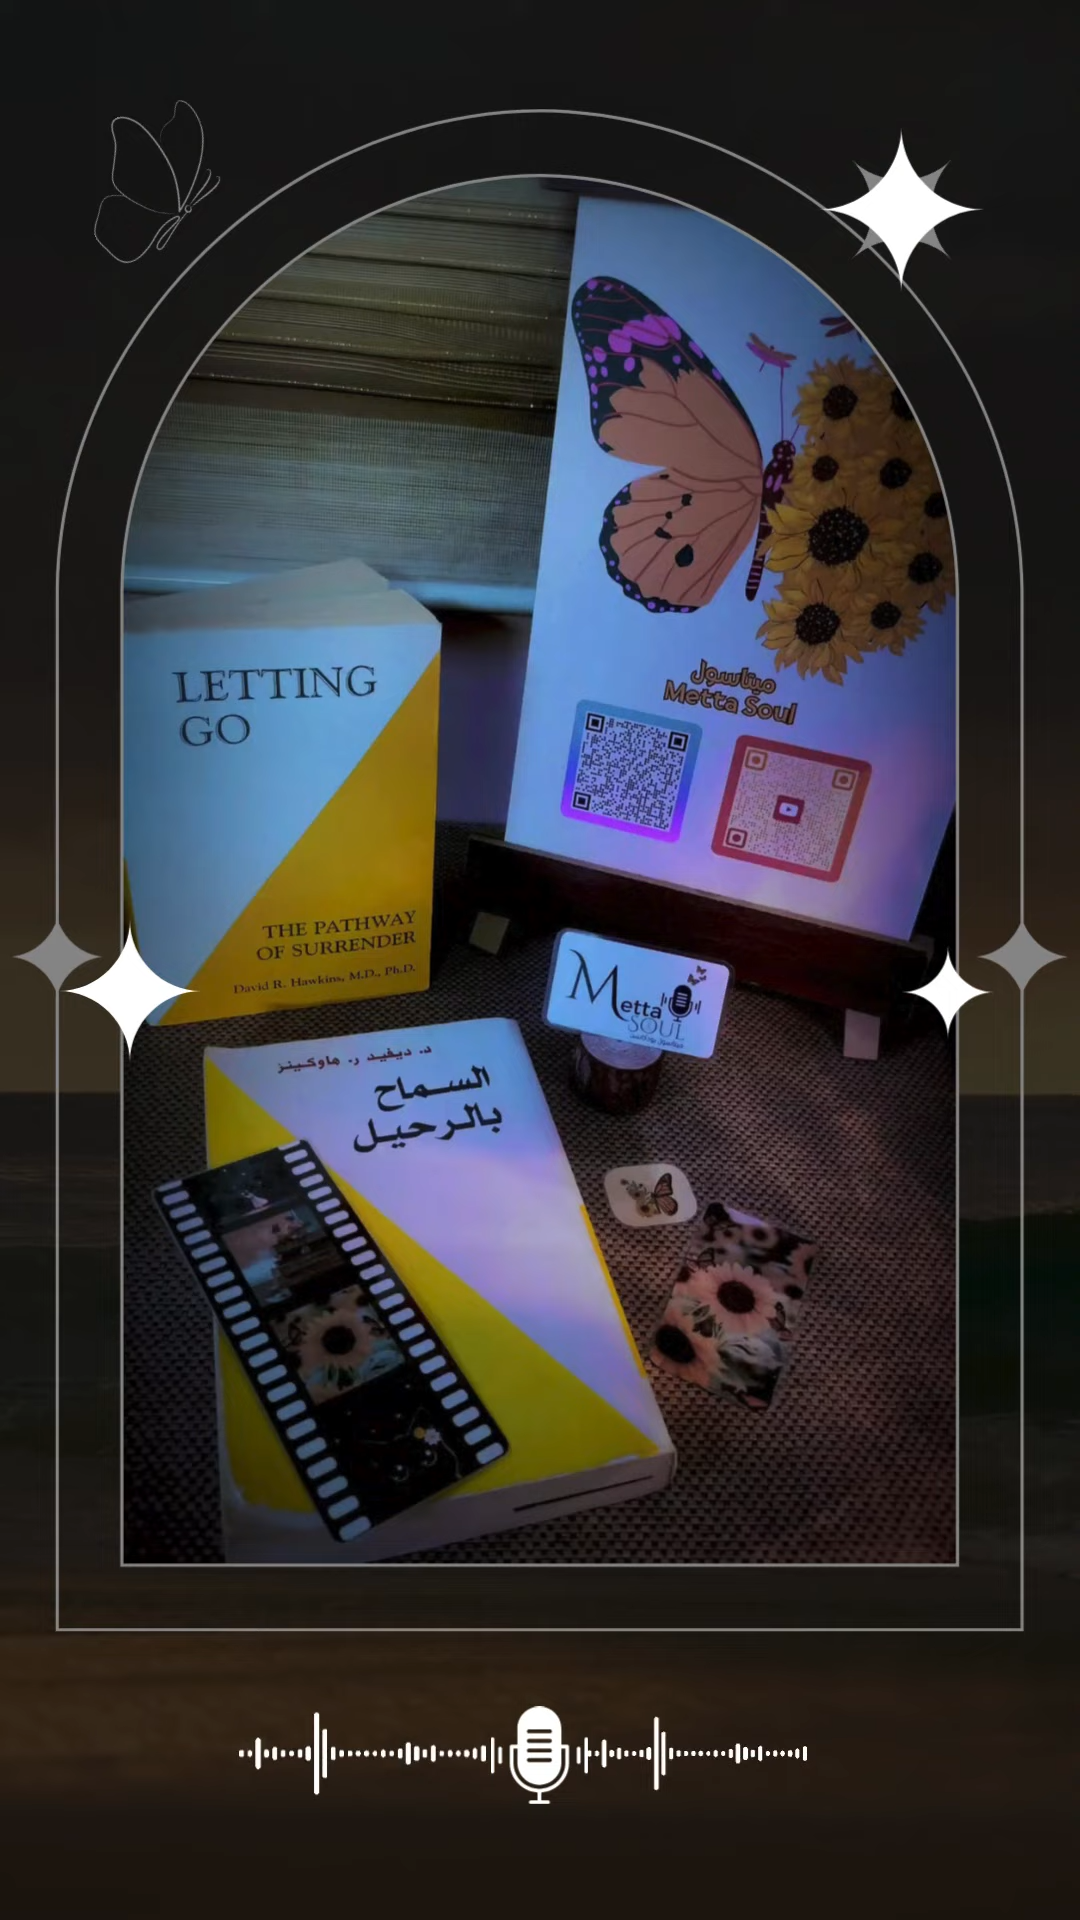 LETTING
GO
THE PATHWAY
OF SURRENDER
David R. Hawkins, M.D., Ph.D.
ميتاسول
Metta Soul
Metta
SOUL
د. ديفيد ر. هاوكينز
السماح
بالرحيل